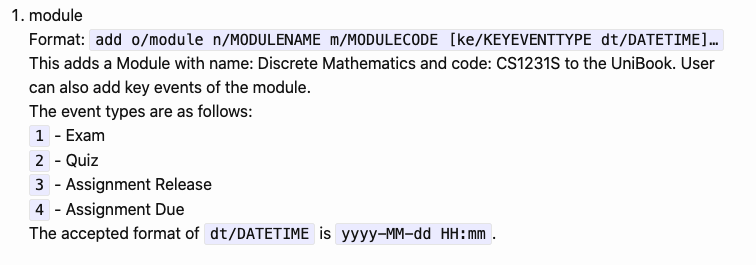 1. module
Format: add o/module n/MODULENAME m/MODULECODE [ke/KEYEVENTTYPE dt/DATETIME]…
This adds a Module with name: Discrete Mathematics and code: CS1231S to the UniBook. User
can also add key events of the module.
The event types are as follows:
1 - Exam
2 - Quiz
3 - Assignment Release
4 - Assignment Due
The accepted format of dt/DATETIME is yyyy-MM-dd HH:mm.